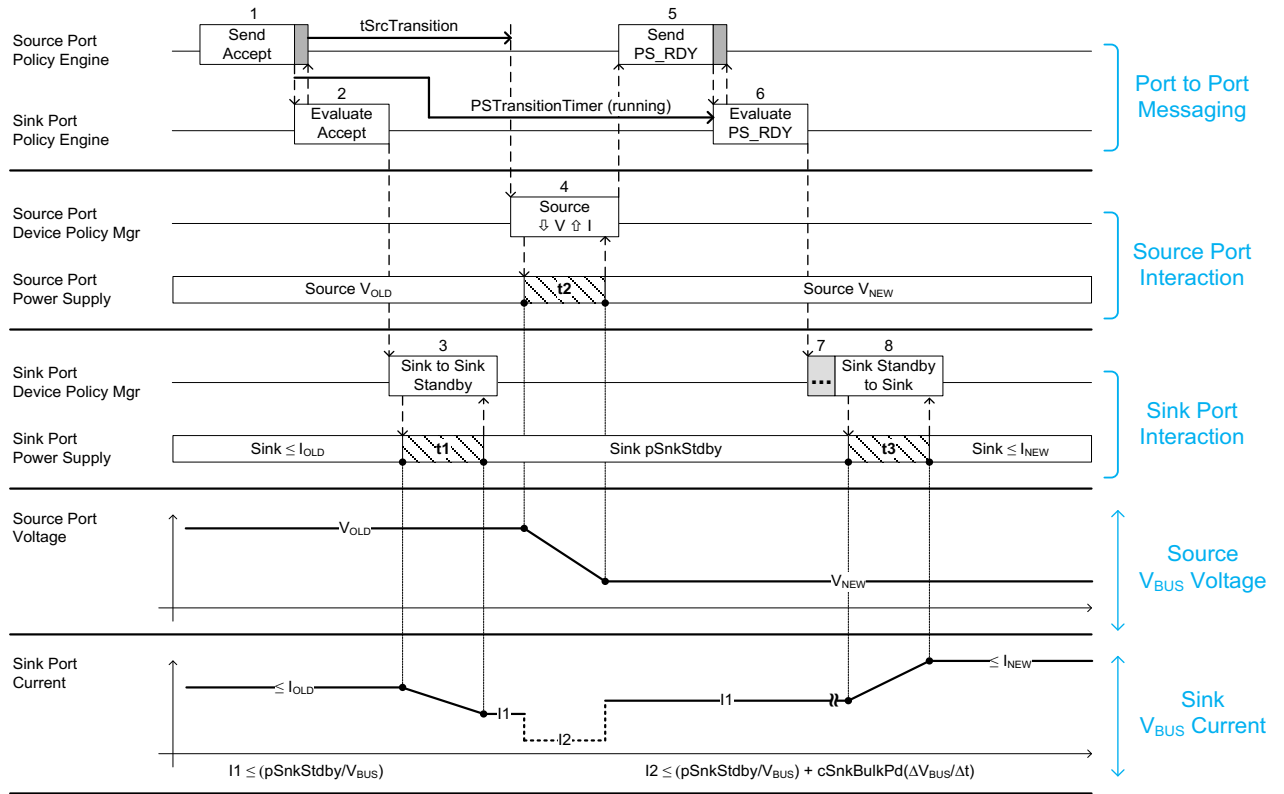 1
Send
Accept
tSrcTransition
5
Send
PS_RDY
Source Port
Policy Engine
2
Evaluate
Accept
PSTransitionTimer (running)
6
Evaluate
PS_RDY
Sink Port
Policy Engine
Port to Port
Messaging
4
Source
⇩ V ⇧ I
Source Port
Device Policy Mgr
Source Port
Power Supply
Source VOLD
t2
Source VNEW
Source Port
Interaction
3
Sink to Sink
Standby
7
...
8
Sink Standby
to Sink
Sink Port
Device Policy Mgr
Sink Port
Power Supply
Sink ≤ IOLD
t1
Sink pSnkStdby
t3
Sink ≤ INEW
Sink Port
Interaction
Source Port
Voltage
VOLD
VNEW
Source
VBUS Voltage
Sink Port
Current
≤ IOLD
I1
I2
I1
≤ INEW
I1 ≤ (pSnkStdby/VBUS)
I2 ≤ (pSnkStdby/VBUS) + cSnkBulkPd(ΔVBUS/Δt)
Sink
VBUS Current